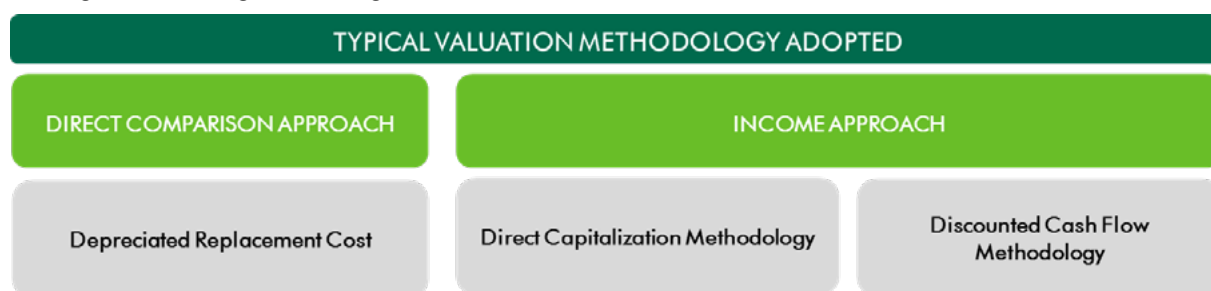 TYPICAL VALUATION METHODOLOGY ADOPTED
DIRECT COMPARISON APPROACH
INCOME APPROACH
Depreciated Replacement Cost
Direct Capitalization Methodology
Discounted Cash Flow
Methodology